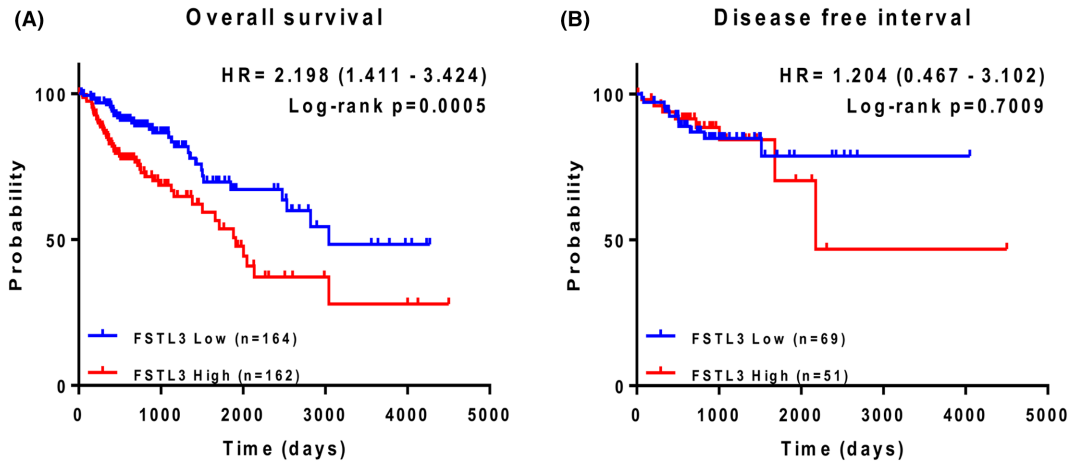 (A)
Overall survival
HR= 2.198 (1.411 - 3.424)
Log-rank p=0.0005
100
50
0
Probability
FSTL3 Low (n=164)
FSTL3 High (n=162)
0 1000 2000 3000 4000 5000
Time (days)
(B)
Disease free interval
HR= 1.204 (0.467 - 3.102)
Log-rank p=0.7009
100
50
0
Probability
FSTL3 Low (n=69)
FSTL3 High (n=51)
0 1000 2000 3000 4000 5000
Time (days)